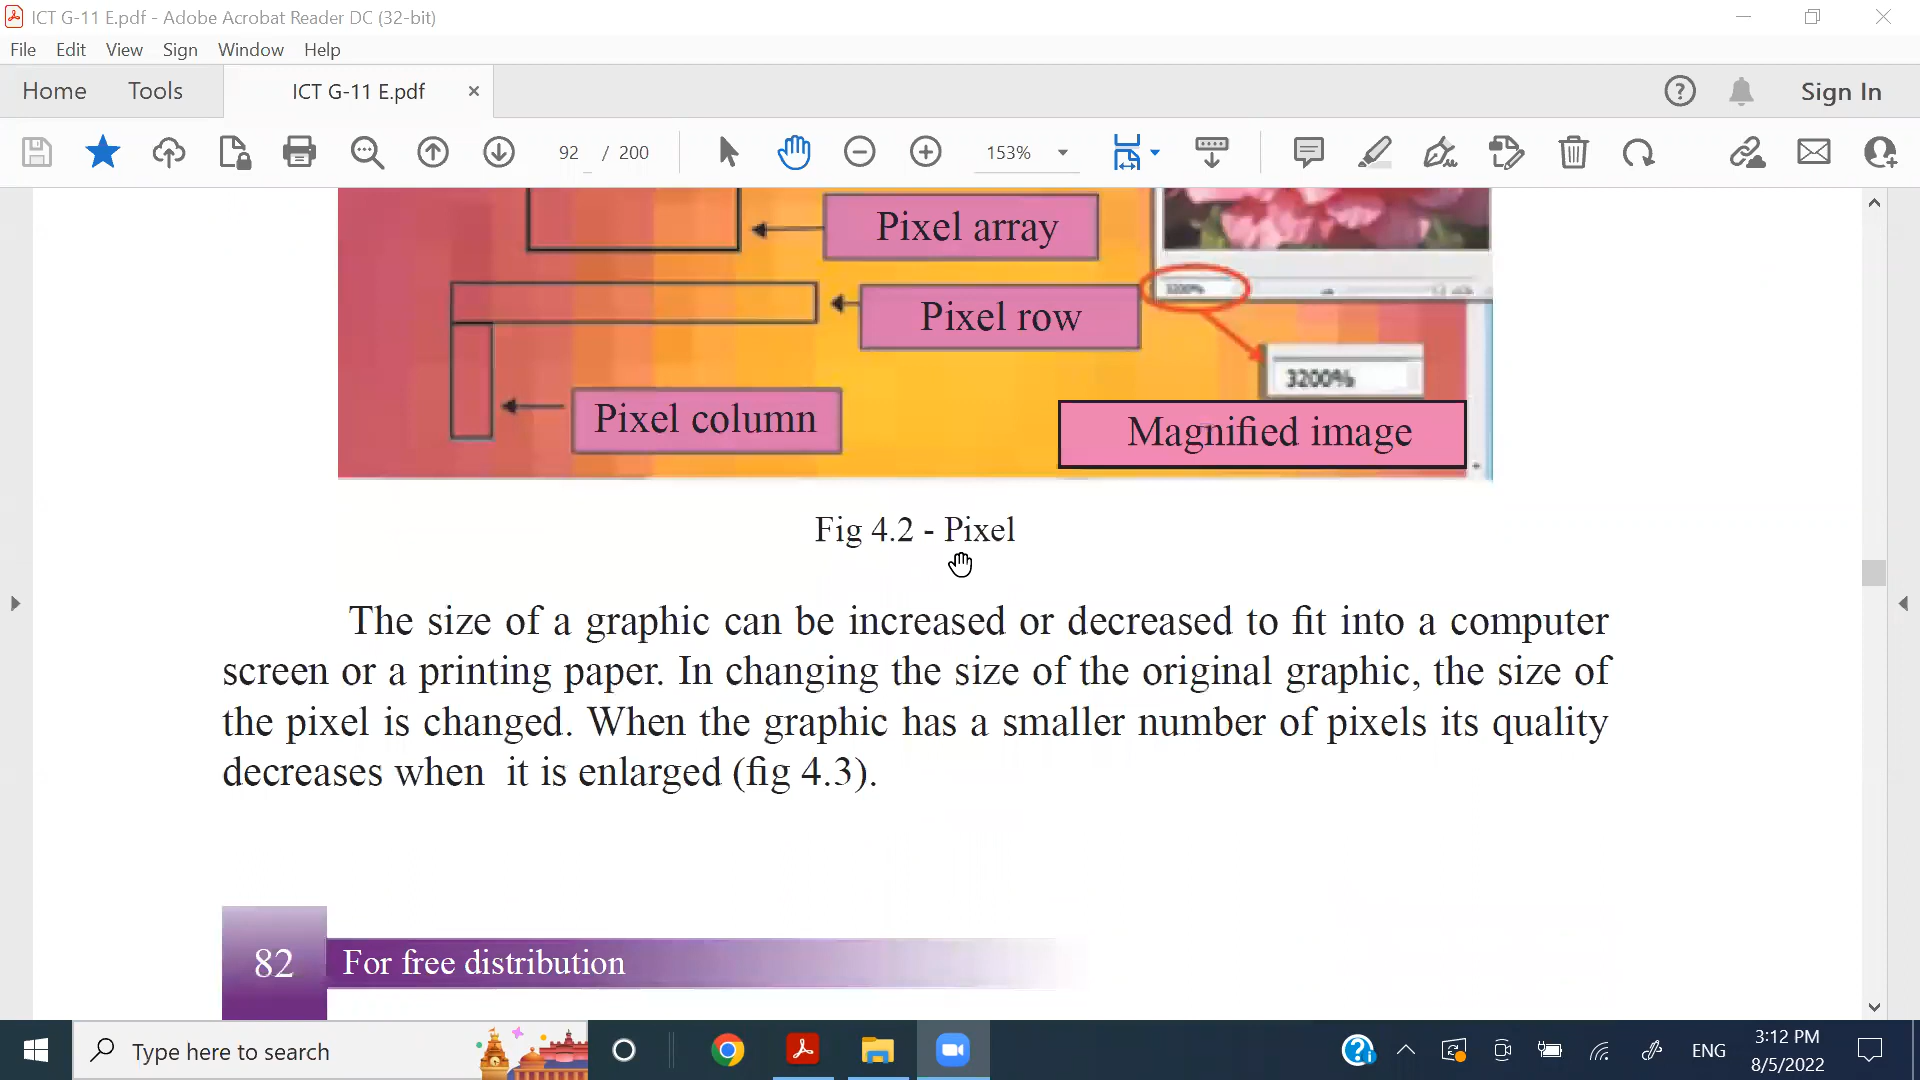 ICT G-11 E.pdf - Adobe Acrobat Reader DC (32-bit)
File Edit View Sign Window Help
Home Tools ICT G-11 E.pdf × Sign In
92 / 200 153%
Pixel array
3200%
Pixel row
3200%
Pixel column
Magnified image
Fig 4.2 - Pixel
The size of a graphic can be increased or decreased to fit into a computer
screen or a printing paper. In changing the size of the original graphic, the size of
the pixel is changed. When the graphic has a smaller number of pixels its quality
decreases when it is enlarged (fig 4.3).
82 For free distribution
Type here to search
ENG
3:12 PM
8/5/2022